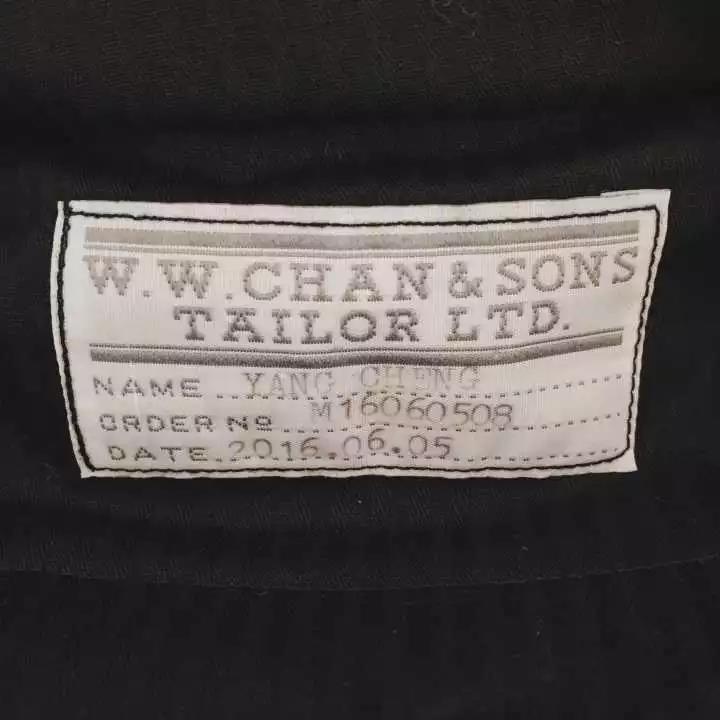 W.W.CHAN & SONS
TAILOR LTD.
NAME YANG CHENG
ORDER No M16060508
DATE 2016.06.05